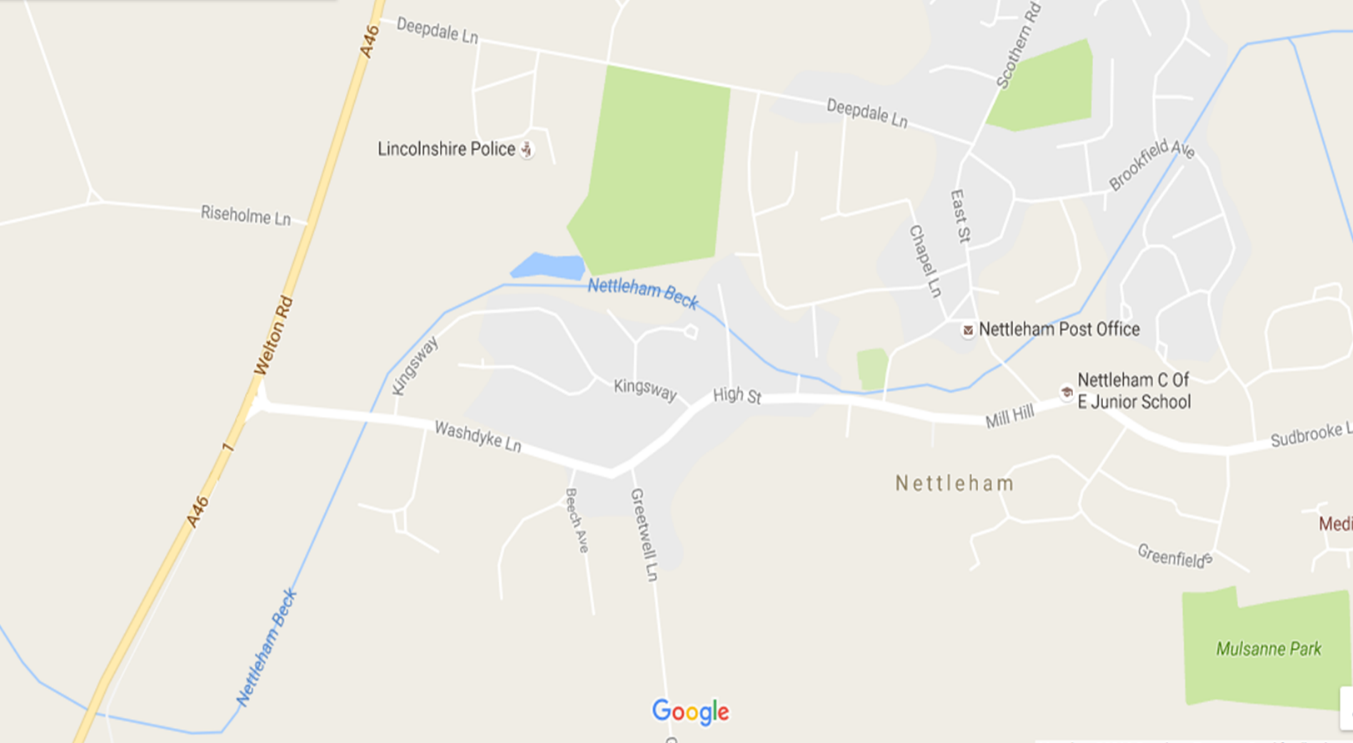 A46
Deepdale Ln
Scothern Rd
Deepdale Ln
Lincolnshire Police
Brookfield Ave
Riseholme Ln
East St
Chapel Ln
Nettleham Beck
Welton Rd
Nettleham Post Office
Kingsway
Kingsway
High St
Nettleham C Of
E Junior School
Mill Hill
Washdyke Ln
Sudbrooke L
1
A46
Nettleham
Beech Ave
Greetwell Ln
Medi
Greenfields
Nettleham Beck
Mulsanne Park
Google